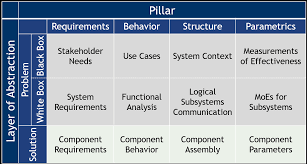 Pillar
Requirements Behavior Structure Parametrics
Layer of Abstraction
Problem
Black Box
Stakeholder
Needs
Use Cases
System Context
Measurements
of Effectiveness
White Box
System
Requirements
Functional
Analysis
Logical
Subsystems
Communication
MoEs for
Subsystems
Solution
Component
Requirements
Component
Behavior
Component
Assembly
Component
Parameters